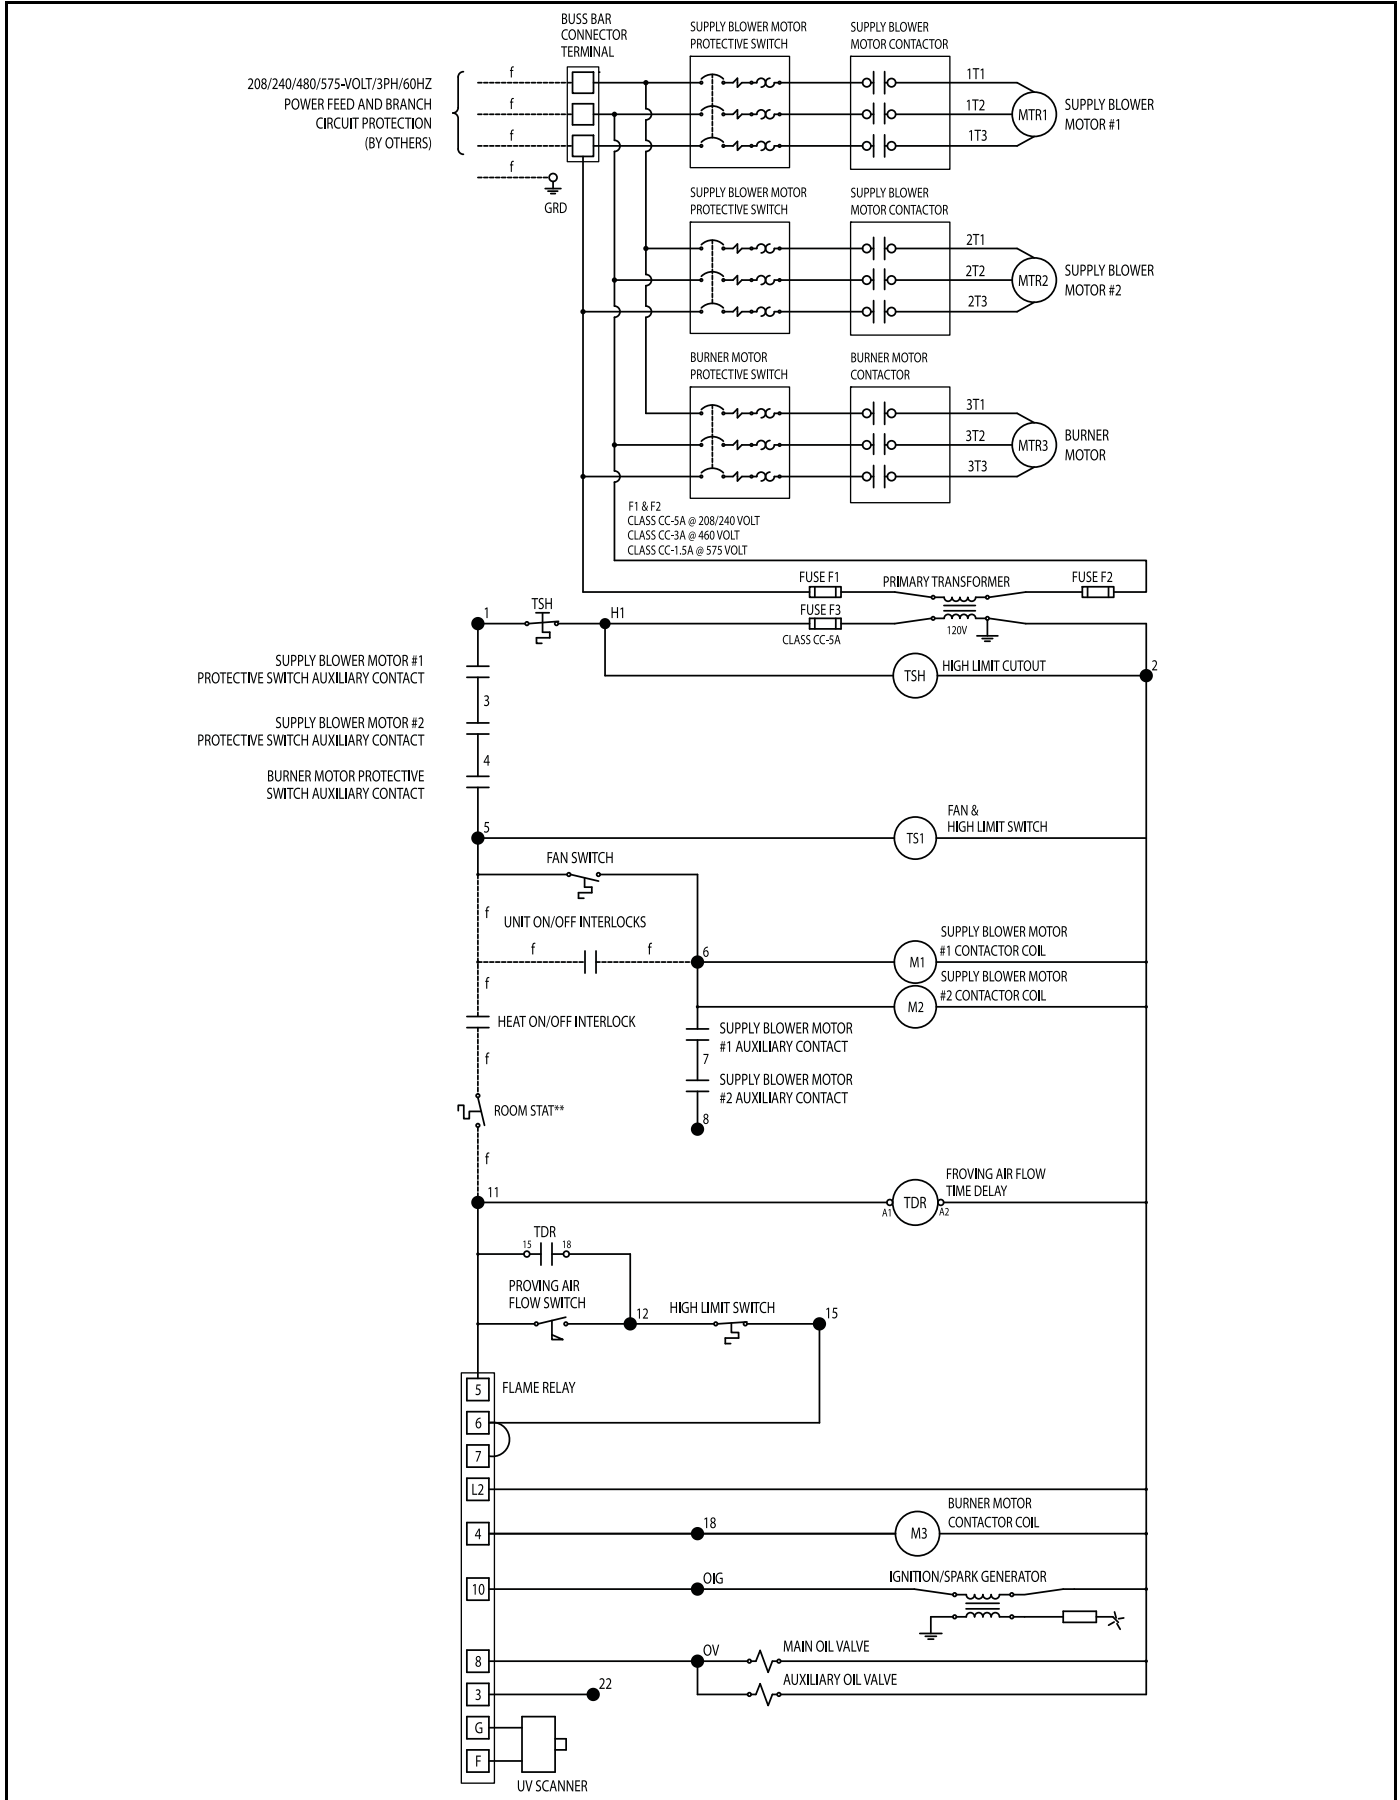 BUSS BAR
CONNECTOR
TERMINAL
SUPPLY BLOWER MOTOR
PROTECTIVE SWITCH
SUPPLY BLOWER
MOTOR CONTACTOR
208/240/480/575-VOLT/3PH/60HZ
POWER FEED AND BRANCH
CIRCUIT PROTECTION
(BY OTHERS)
f
f
f
f
GRD
1T1
1T2
1T3
MTR1
SUPPLY BLOWER
MOTOR #1
SUPPLY BLOWER MOTOR
PROTECTIVE SWITCH
SUPPLY BLOWER
MOTOR CONTACTOR
2T1
2T2
2T3
MTR2
SUPPLY BLOWER
MOTOR #2
BURNER MOTOR
PROTECTIVE SWITCH
BURNER MOTOR
CONTACTOR
3T1
3T2
3T3
MTR3
BURNER
MOTOR
F1 & F2
CLASS CC-5A @ 208/240 VOLT
CLASS CC-3A @ 460 VOLT
CLASS CC-1.5A @ 575 VOLT
FUSE F1
PRIMARY TRANSFORMER
FUSE F2
1
TSH
H1
FUSE F3
CLASS CC-5A
120V
SUPPLY BLOWER MOTOR #1
PROTECTIVE SWITCH AUXILIARY CONTACT
TSH
HIGH LIMIT CUTOUT
2
3
SUPPLY BLOWER MOTOR #2
PROTECTIVE SWITCH AUXILIARY CONTACT
4
BURNER MOTOR PROTECTIVE
SWITCH AUXILIARY CONTACT
5
TS1
FAN &
HIGH LIMIT SWITCH
FAN SWITCH
f
UNIT ON/OFF INTERLOCKS
f
f
6
M1
SUPPLY BLOWER MOTOR
#1 CONTACTOR COIL
f
M2
SUPPLY BLOWER MOTOR
#2 CONTACTOR COIL
HEAT ON/OFF INTERLOCK
SUPPLY BLOWER MOTOR
#1 AUXILIARY CONTACT
f
7
SUPPLY BLOWER MOTOR
#2 AUXILIARY CONTACT
ROOM STAT**
8
f
11
A1
TDR
A2
FROVING AIR FLOW
TIME DELAY
TDR
15
18
PROVING AIR
FLOW SWITCH
12
HIGH LIMIT SWITCH
15
5
FLAME RELAY
6
7
L2
4
18
M3
BURNER MOTOR
CONTACTOR COIL
10
OIG
IGNITION/SPARK GENERATOR
8
OV
MAIN OIL VALVE
3
22
AUXILIARY OIL VALVE
G
F
UV SCANNER